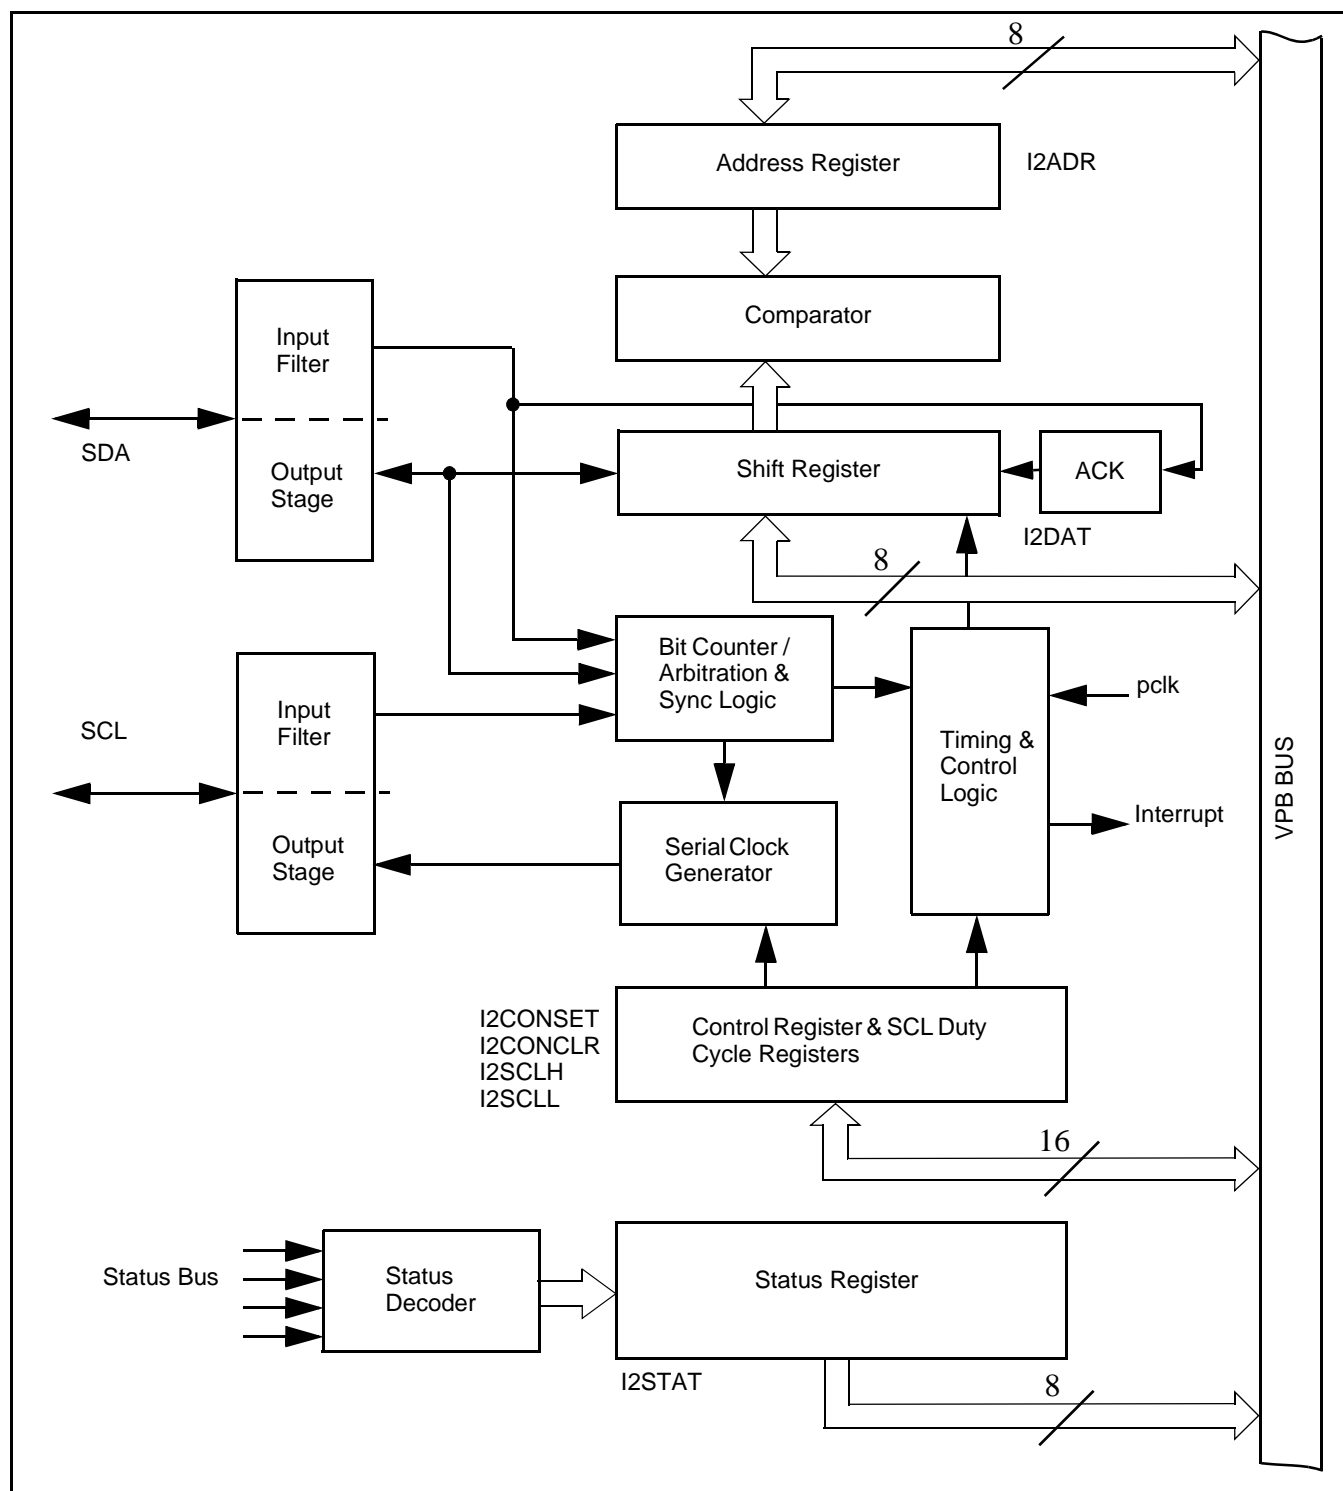 8
Address Register
I2ADR
Comparator
Input
Filter
SDA
Output
Stage
Shift Register
ACK
I2DAT
8
Bit Counter /
Arbitration &
Sync Logic
SCL
Input
Filter
pclk
Timing &
Control
Logic
VPB BUS
Output
Stage
Serial Clock
Generator
Interrupt
I2CONSET
I2CONCLR
I2SCLH
I2SCLL
Control Register & SCL Duty
Cycle Registers
16
Status Bus
Status
Decoder
Status Register
I2STAT
8